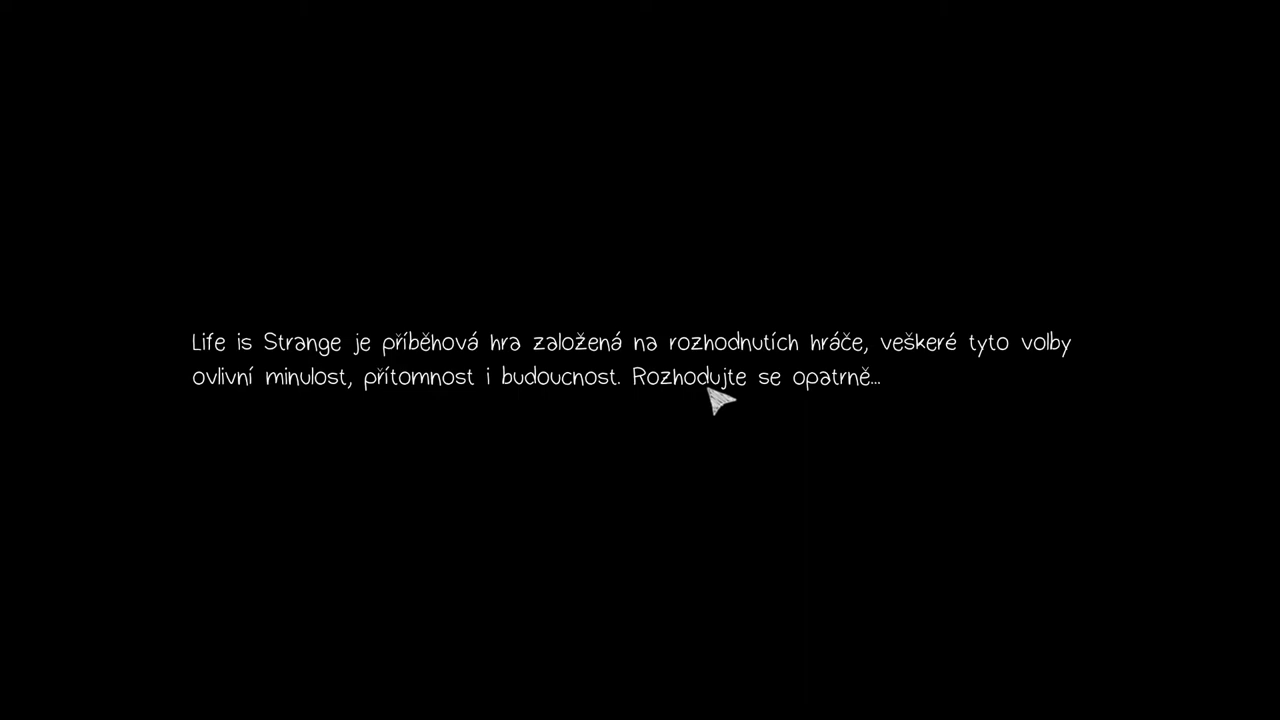 Life is Strange je příběhová hra založená na rozhodnutích hráče, veškeré tyto volby
ovlivní minulost, přítomnost i budoucnost. Rozhodujte se opatrně...